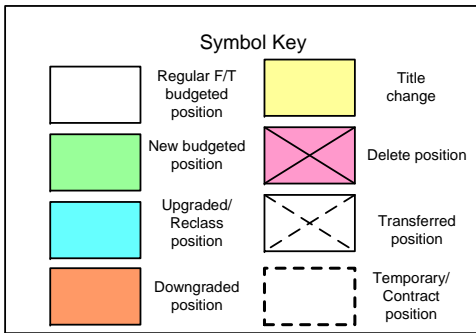 Symbol Key
Regular F/T
budgeted
position
New budgeted
position
Upgraded/
Reclass
position
Downgraded
position
Title
change
Delete position
Transferred
position
Temporary/
Contract
position